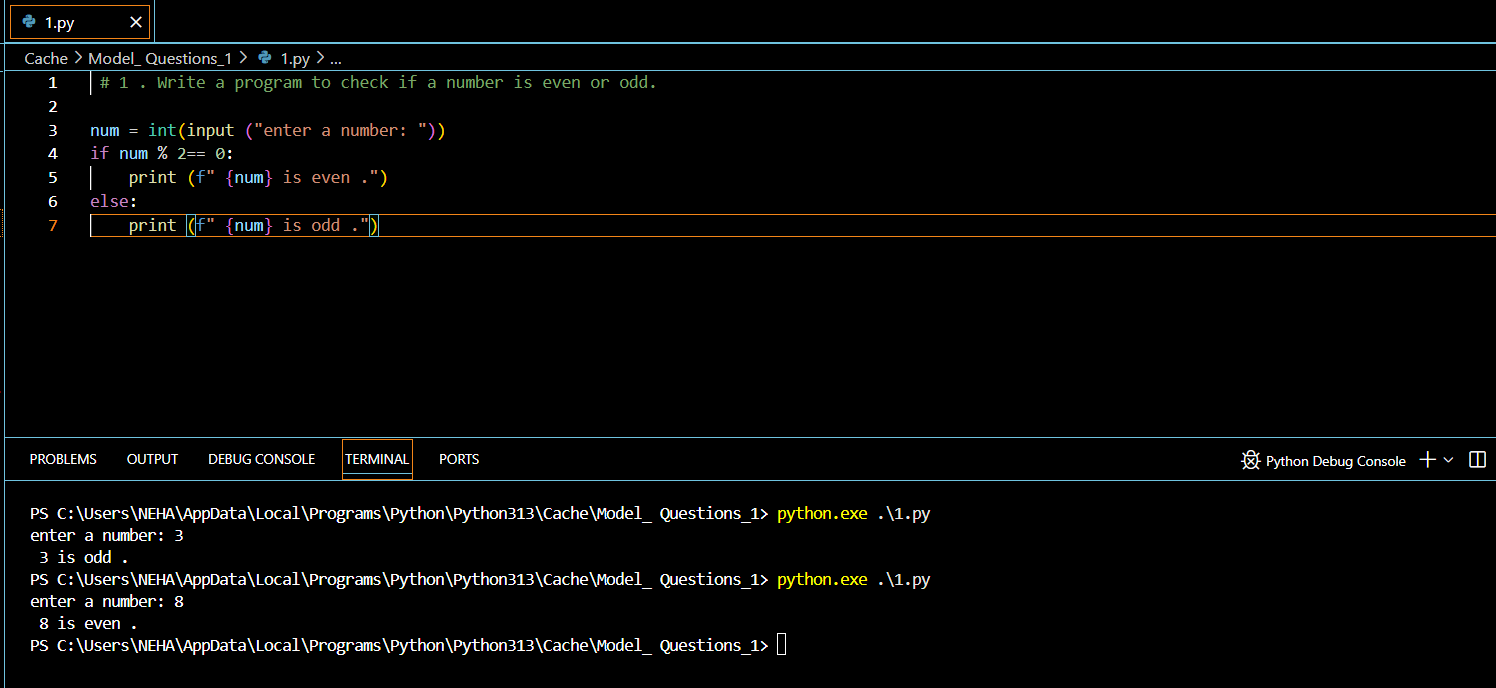 1.py
Cache > Model_ Questions_1 > 1.py > ...
1 # 1 . Write a program to check if a number is even or odd.
2
3 num = int(input ("enter a number: "))
4 if num % 2== 0:
5     print (f" {num} is even .")
6 else:
7     print (f" {num} is odd .")
PROBLEMS OUTPUT DEBUG CONSOLE TERMINAL PORTS Python Debug Console
PS C:\Users\NEHA\AppData\Local\Programs\Python\Python313\Cache\Model_ Questions_1> python.exe .\1.py
enter a number: 3
 3 is odd .
PS C:\Users\NEHA\AppData\Local\Programs\Python\Python313\Cache\Model_ Questions_1> python.exe .\1.py
enter a number: 8
 8 is even .
PS C:\Users\NEHA\AppData\Local\Programs\Python\Python313\Cache\Model_ Questions_1>